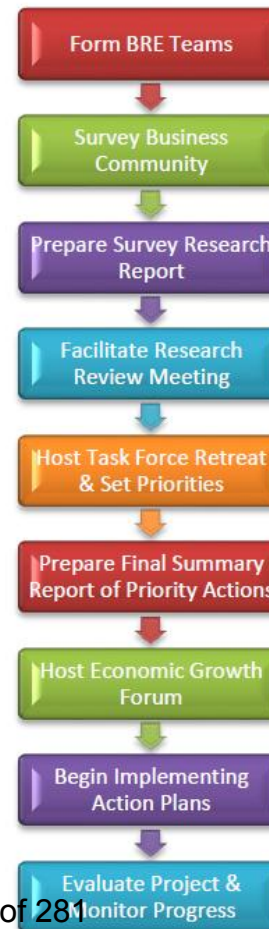 Form BRE Teams
Survey Business
Community
Prepare Survey Research
Report
Facilitate Research
Review Meeting
Host Task Force Retreat
& Set Priorities
Prepare Final Summary
Report of Priority Actions
Host Economic Growth
Forum
Begin Implementing
Action Plans
Evaluate Project &
Monitor Progress
of 281